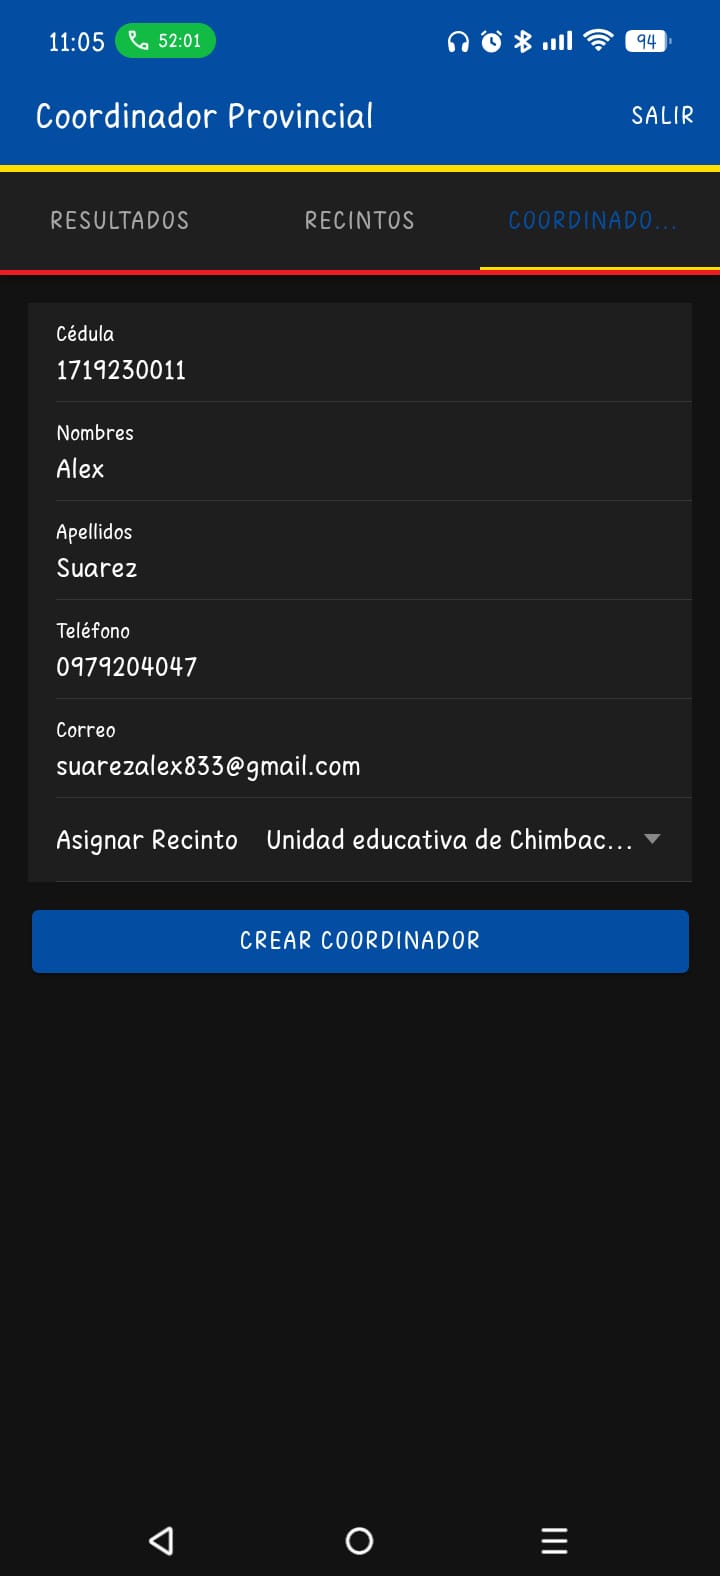 11:05 52:01 94
Coordinador Provincial SALIR
RESULTADOS RECINTOS COORDINADO...
Cédula
1719230011
Nombres
Alex
Apellidos
Suarez
Teléfono
0979204047
Correo
suarezalex833@gmail.com
Asignar Recinto Unidad educativa de Chimbac...
CREAR COORDINADOR